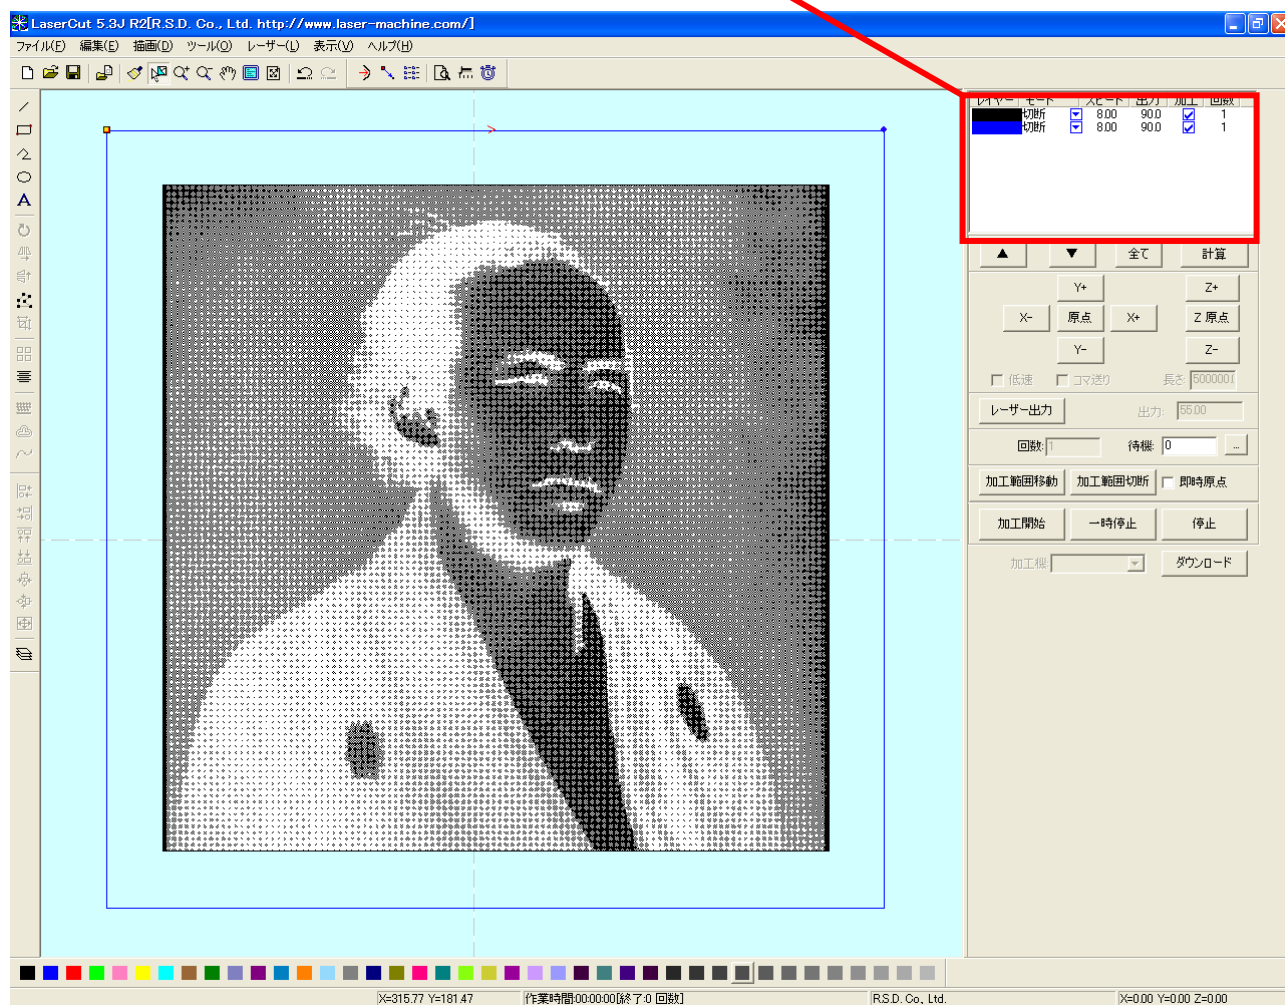 LaserCut 5.3J R2[R.S.D. Co., Ltd. http://www.laser-machine.com/]
ファイル(F) 編集(E) 描画(D) ツール(O) レーザー(L) 表示(V) ヘルプ(H)
レイヤー モード スピード 出力 加工 回数
切断 8.00 90.0 1
切断 8.00 90.0 1
▲ ▼ 全て 計算
Y+ Z+
X- 原点 X+ Z 原点
Y- Z-
低速 コマ送り 長さ: 500000.(
レーザー出力 出力: 55.00
回数: 1 待機: 0 ...
加工範囲移動 加工範囲切断 即時原点
加工開始 一時停止 停止
加工機: ダウンロード
A
X=315.77 Y=181.47 作業時間:00:00:00[終了:0 回数] R.S.D. Co., Ltd. X=0.00 Y=0.00 Z=0.00